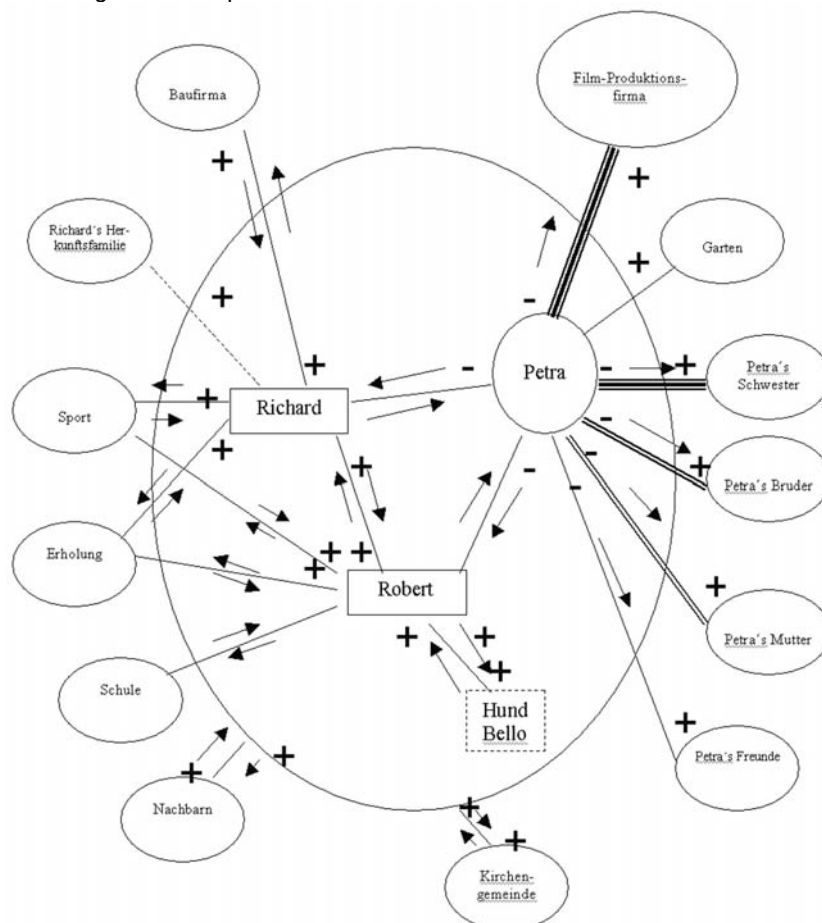 Film-Produktions-
firma
Baufirma
Richard´s Her-
kunftsfamilie
Garten
Petra
Petra´s
Schwester
Richard
Sport
Petra´s Bruder
Erholung
Robert
Petra´s Mutter
Schule
Hund
Bello
Petra´s Freunde
Nachbarn
Kirchen-
gemeinde